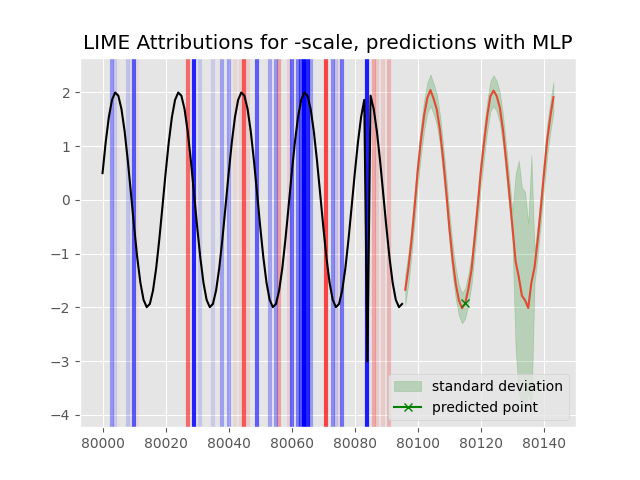 LIME Attributions for -scale, predictions with MLP
2
1
0
−1
−2
−3
−4
standard deviation
predicted point
80000 80020 80040 80060 80080 80100 80120 80140